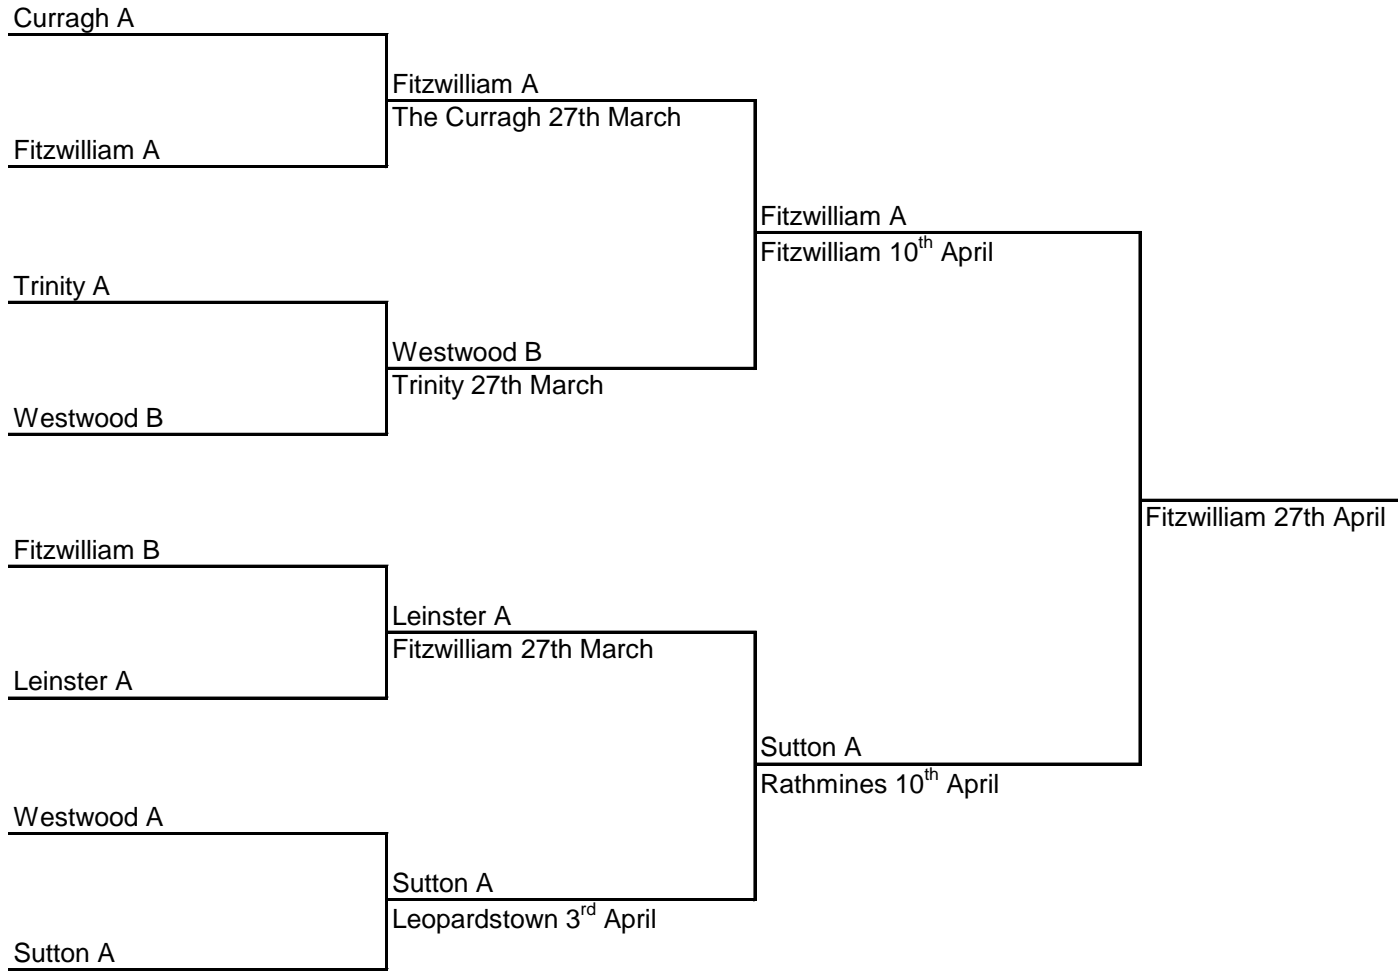 Curragh A
Fitzwilliam A
The Curragh 27th March
Fitzwilliam A
Fitzwilliam A
Fitzwilliam 10th April
Trinity A
Westwood B
Trinity 27th March
Westwood B
Fitzwilliam 27th April
Fitzwilliam B
Leinster A
Fitzwilliam 27th March
Leinster A
Sutton A
Rathmines 10th April
Westwood A
Sutton A
Leopardstown 3rd April
Sutton A